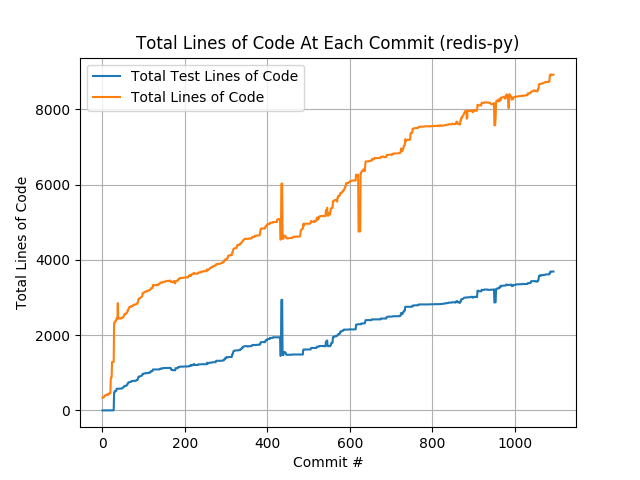 Total Lines of Code At Each Commit (redis-py)
Total Test Lines of Code
Total Lines of Code
Total Lines of Code
8000
6000
4000
2000
0
0 200 400 600 800 1000
Commit #